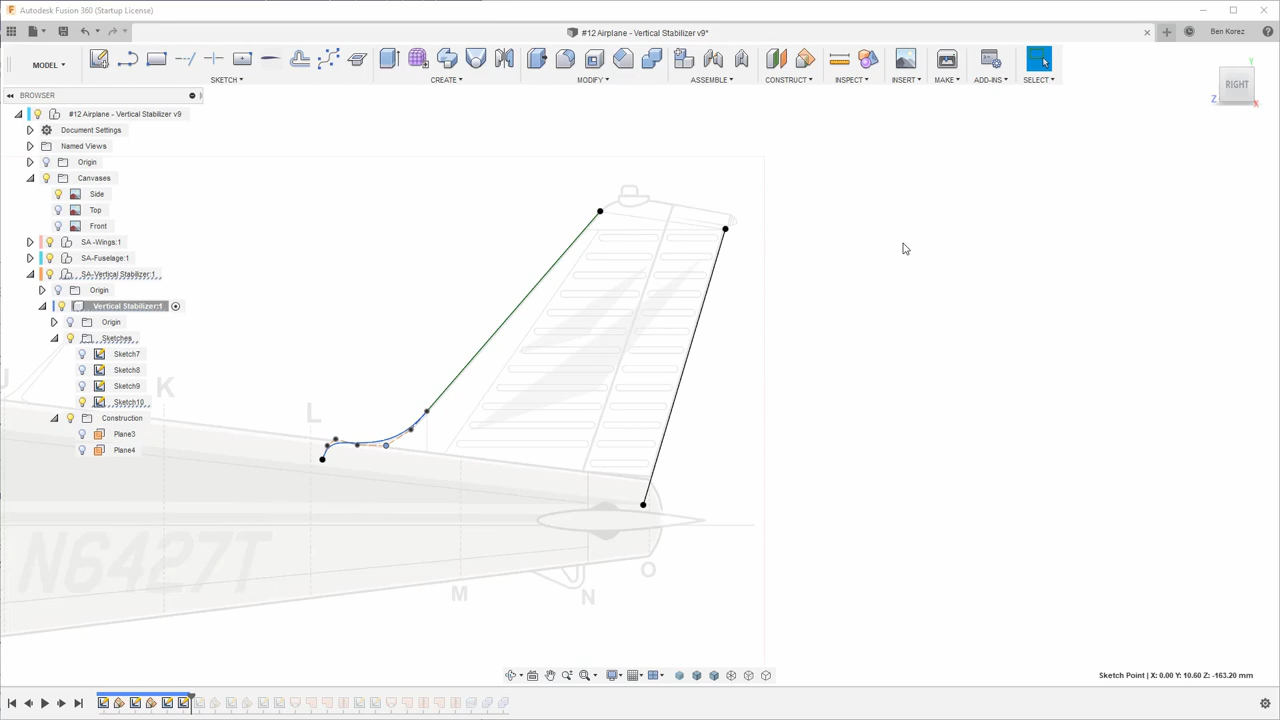 Autodesk Fusion 360 (Startup License)
#12 Airplane - Vertical Stabilizer v9*
Ben Korez
MODEL
SKETCH
CREATE
MODIFY
ASSEMBLE
CONSTRUCT
INSPECT
INSERT
MAKE
ADD-INS
SELECT
BROWSER
RIGHT
Y
Z
X
#12 Airplane - Vertical Stabilizer v9
Document Settings
Named Views
Origin
Canvases
Side
Top
Front
SA -Wings:1
SA-Fuselage:1
SA-Vertical Stabilizer:1
Origin
Vertical Stabilizer:1
Origin
Sketches
Sketch7
Sketch8
Sketch9
Sketch10
Construction
Plane3
Plane4
J
K
L
M
N
O
N6427T
Sketch Point | X: 0.00 Y: 10.60 Z: -163.20 mm